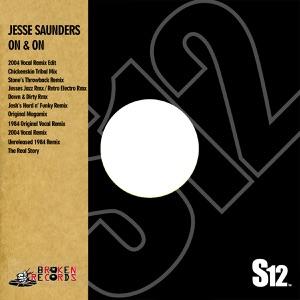 JESSE SAUNDERS
ON & ON
2004 Vocal Remix Edit
Chickenskin Tribal Mix
Stone's Throwback Remix
Jesses Jazz Rmx / Retro Electro Rmx
Down & Dirty Rmx
Josh's Hard n' Funky Remix
Original Megamix
1984 Original Vocal Remix
2004 Vocal Remix
Unreleased 1984 Remix
The Real Story
S12
BROKEN
RECORDS
S12